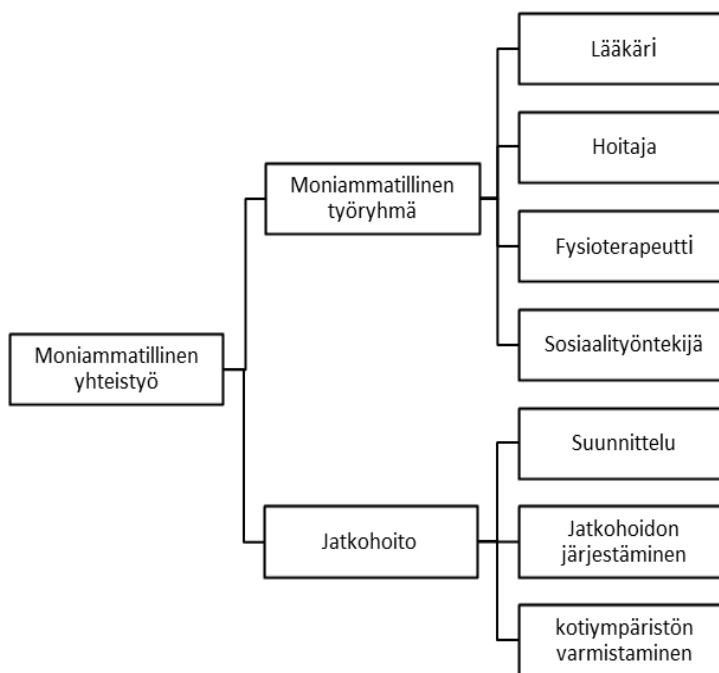 Moniammatillinen
yhteistyö
Moniammatillinen
työryhmä
Lääkäri
Hoitaja
Fysioterapeutti
Sosiaalityöntekijä
Jatkohoito
Suunnittelu
Jatkohoidon
järjestäminen
kotiympäristön
varmistaminen